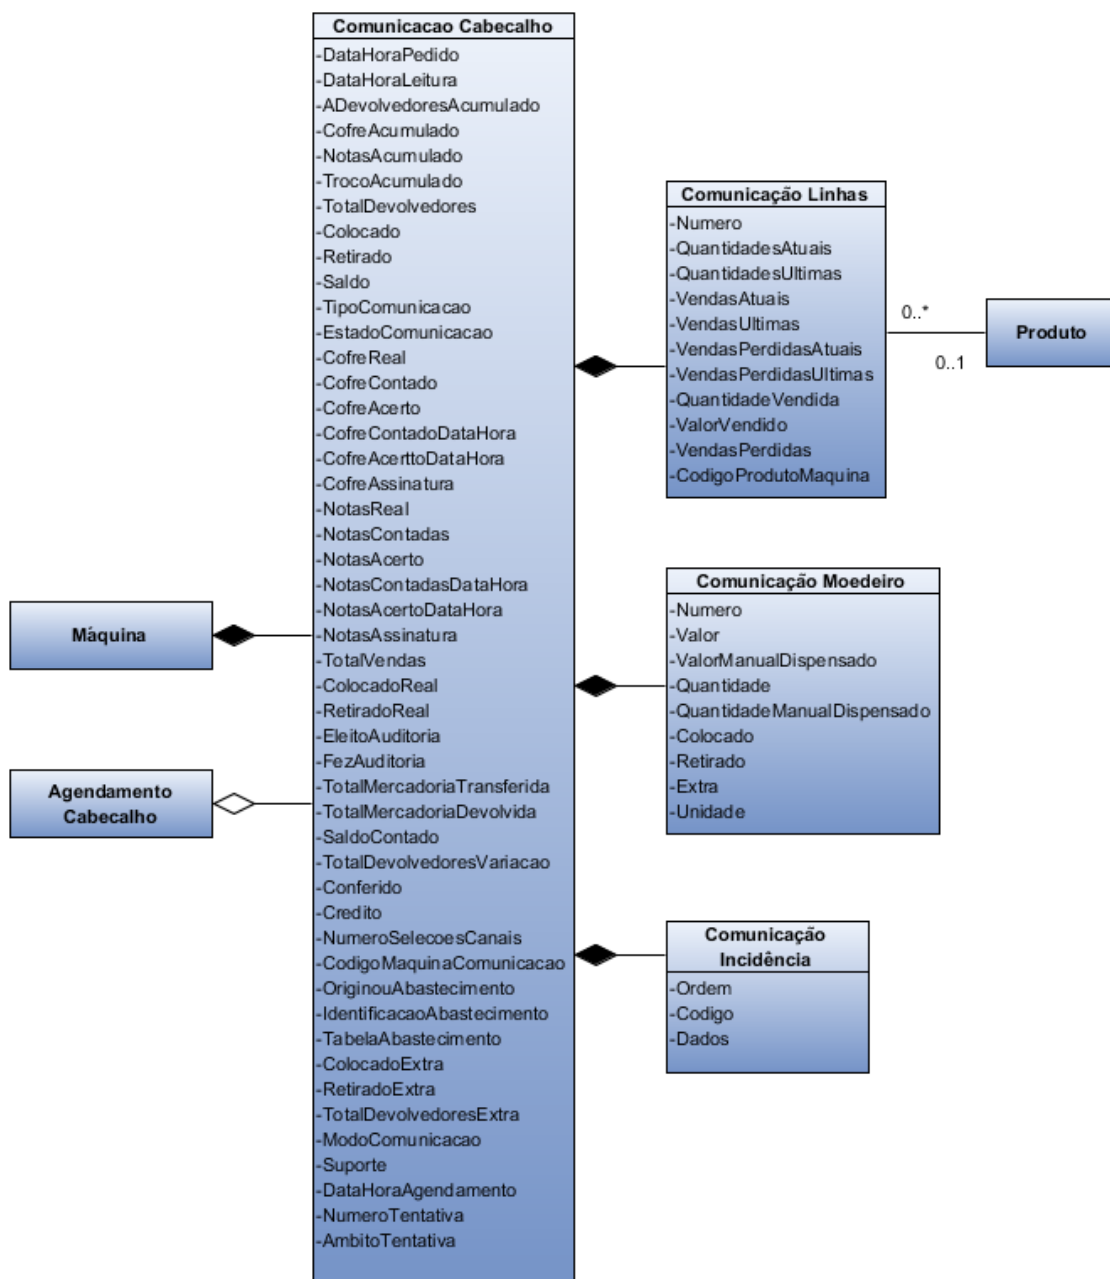 Comunicacao Cabecalho
-DataHoraPedido
-DataHoraLeitura
-ADevolvedoresAcumulado
-CofreAcumulado
-NotasAcumulado
-TrocoAcumulado
-TotalDevolvedores
-Colocado
-Retirado
-Saldo
-TipoComunicacao
-EstadoComunicacao
-CofreReal
-CofreContado
-CofreAcerto
-CofreContadoDataHora
-CofreAcerttoDataHora
-CofreAssinatura
-NotasReal
-NotasContadas
-NotasAcerto
-NotasContadasDataHora
-NotasAcertoDataHora
-NotasAssinatura
-TotalVendas
-ColocadoReal
-RetiradoReal
-EleitoAuditoria
-FezAuditoria
-TotalMercadoriaTransferida
-TotalMercadoriaDevolvida
-SaldoContado
-TotalDevolvedoresVariacao
-Conferido
-Credito
-NumeroSelecoesCanais
-CodigoMaquinaComunicacao
-OriginouAbastecimento
-IdentificacaoAbastecimento
-TabelaAbastecimento
-ColocadoExtra
-RetiradoExtra
-TotalDevolvedoresExtra
-ModoComunicacao
-Suporte
-DataHoraAgendamento
-NumeroTentativa
-AmbitoTentativa
Máquina
Agendamento
Cabecalho
Comunicação Linhas
-Numero
-QuantidadesAtuais
-QuantidadesUltimas
-VendasAtuais
-VendasUltimas
-VendasPerdidasAtuais
-VendasPerdidasUltimas
-QuantidadeVendida
-ValorVendido
-VendasPerdidas
-CodigoProdutoMaquina
0..*
0..1
Produto
Comunicação Moedeiro
-Numero
-Valor
-ValorManualDispensado
-Quantidade
-QuantidadeManualDispensado
-Colocado
-Retirado
-Extra
-Unidade
Comunicação
Incidência
-Ordem
-Codigo
-Dados